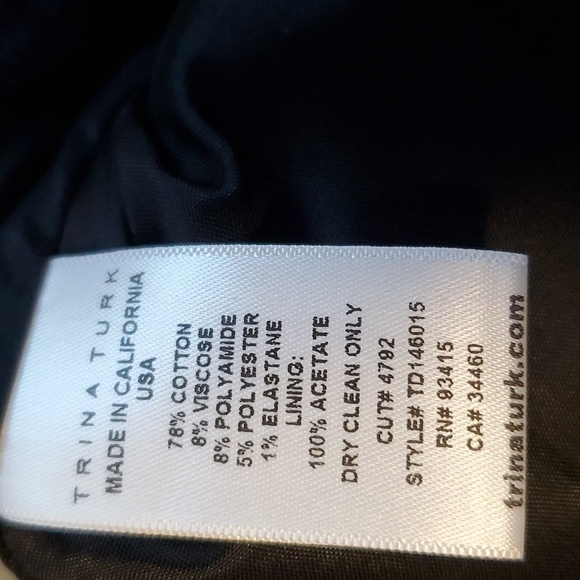 TRINA TURK
MADE IN CALIFORNIA
USA
78% COTTON
8% VISCOSE
8% POLYAMIDE
5% POLYESTER
1% ELASTANE
LINING:
100% ACETATE
DRY CLEAN ONLY
CUT# 4792
STYLE# TD146015
RN# 93415
CA# 34460
trinaturk.com